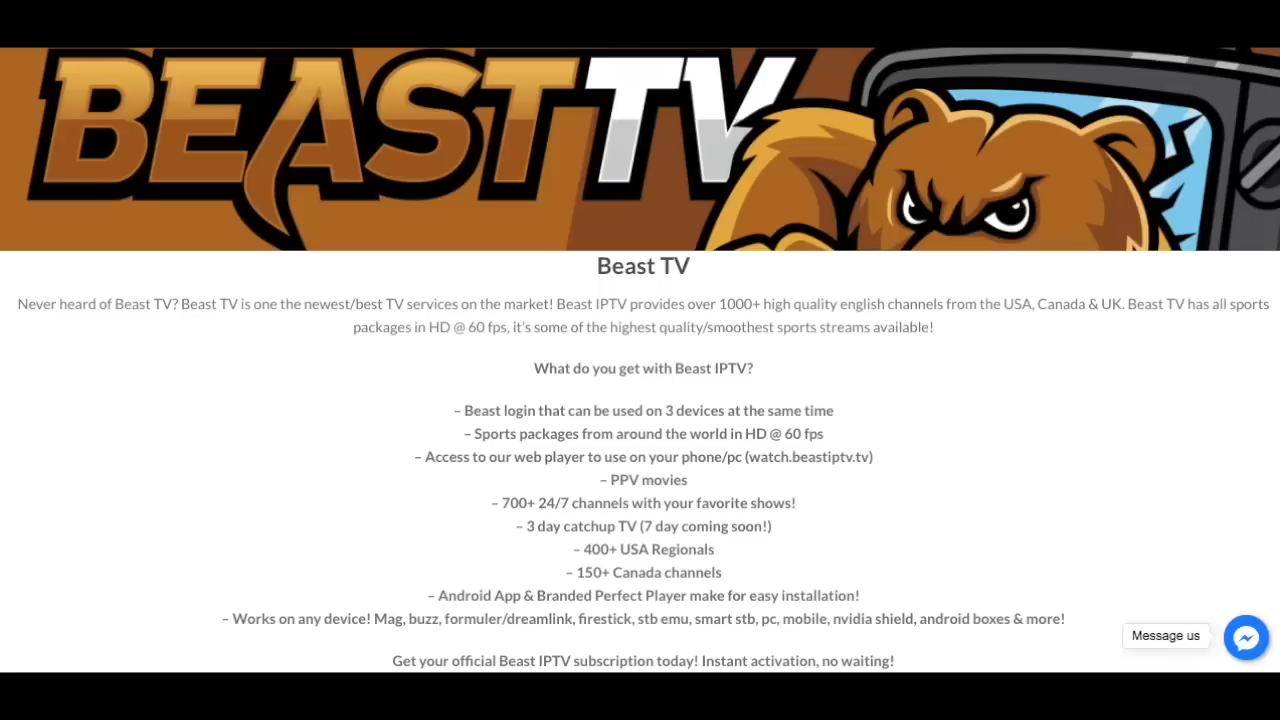 BEASTTV
Beast TV
Never heard of Beast TV? Beast TV is one the newest/best TV services on the market! Beast IPTV provides over 1000+ high quality english channels from the USA, Canada & UK. Beast TV has all sports
packages in HD @ 60 fps, it's some of the highest quality/smoothest sports streams available!
What do you get with Beast IPTV?
– Beast login that can be used on 3 devices at the same time
– Sports packages from around the world in HD @ 60 fps
– Access to our web player to use on your phone/pc (watch.beastiptv.tv)
– PPV movies
– 700+ 24/7 channels with your favorite shows!
– 3 day catchup TV (7 day coming soon!)
– 400+ USA Regionals
– 150+ Canada channels
– Android App & Branded Perfect Player make for easy installation!
– Works on any device! Mag, buzz, formuler/dreamlink, firestick, stb emu, smart stb, pc, mobile, nvidia shield, android boxes & more!
Message us
Get your official Beast IPTV subscription today! Instant activation, no waiting!